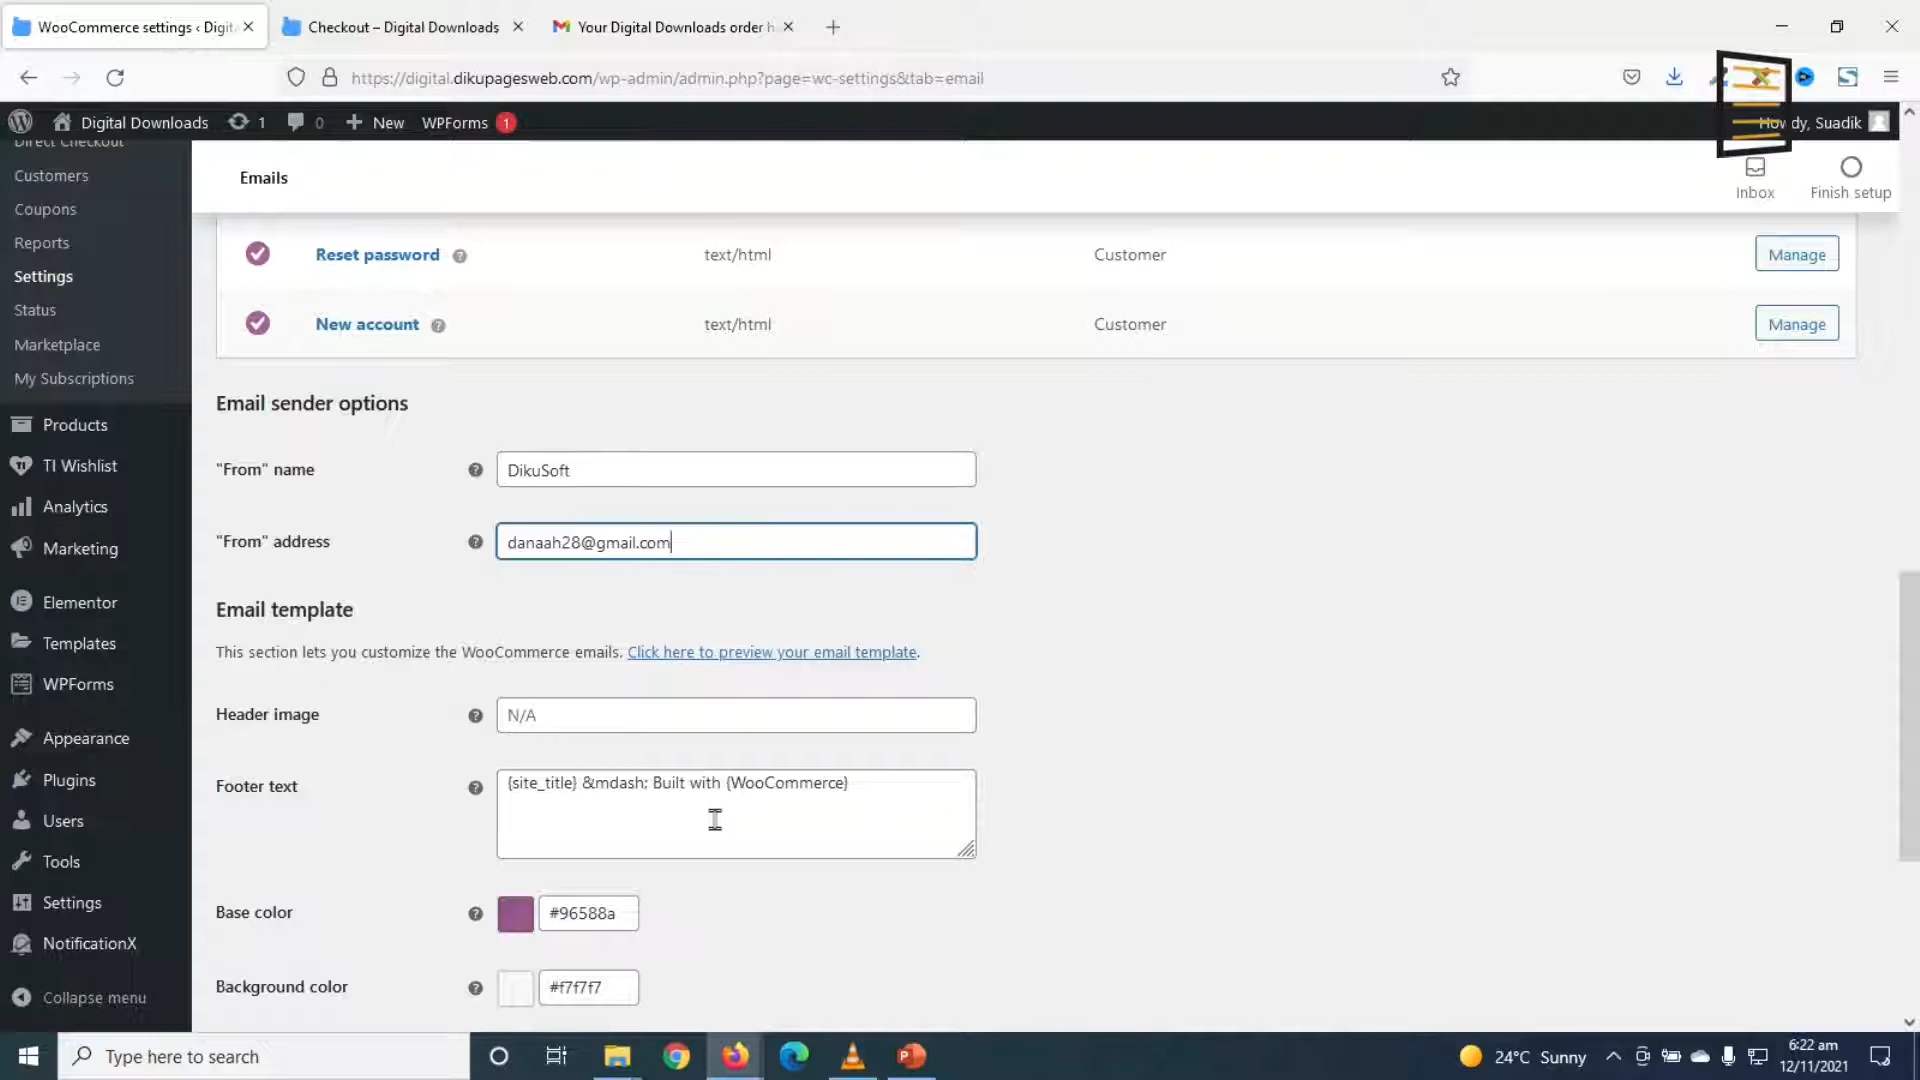 WooCommerce settings ‹ Digit
Checkout – Digital Downloads
Your Digital Downloads order h
https://digital.dikupagesweb.com/wp-admin/admin.php?page=wc-settings&tab=email
Digital Downloads
1
0
New
WPForms 1
Howdy, Suadik
Direct Checkout
Customers
Coupons
Reports
Settings
Status
Marketplace
My Subscriptions
Products
TI Wishlist
Analytics
Marketing
Elementor
Templates
WPForms
Appearance
Plugins
Users
Tools
Settings
NotificationX
Collapse menu
Emails
Inbox
Finish setup
Reset password text/html Customer Manage
New account text/html Customer Manage
Email sender options
"From" name DikuSoft
"From" address danaah28@gmail.com
Email template
This section lets you customize the WooCommerce emails. Click here to preview your email template.
Header image N/A
Footer text {site_title} &mdash; Built with {WooCommerce}
Base color #96588a
Background color #f7f7f7
Type here to search
24°C Sunny
6:22 am
12/11/2021